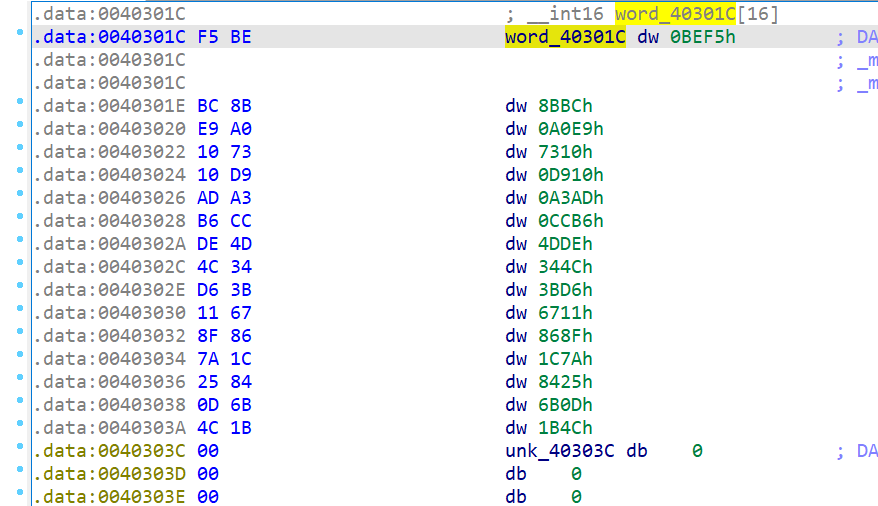 .data:0040301C ; __int16 word_40301C[16]
.data:0040301C F5 BE word_40301C dw 0BEF5h ; DA
.data:0040301C ; _m
.data:0040301C ; _m
.data:0040301E BC 8B dw 8BBCh
.data:00403020 E9 A0 dw 0A0E9h
.data:00403022 10 73 dw 7310h
.data:00403024 10 D9 dw 0D910h
.data:00403026 AD A3 dw 0A3ADh
.data:00403028 B6 CC dw 0CCB6h
.data:0040302A DE 4D dw 4DDEh
.data:0040302C 4C 34 dw 344Ch
.data:0040302E D6 3B dw 3BD6h
.data:00403030 11 67 dw 6711h
.data:00403032 8F 86 dw 868Fh
.data:00403034 7A 1C dw 1C7Ah
.data:00403036 25 84 dw 8425h
.data:00403038 0D 6B dw 6B0Dh
.data:0040303A 4C 1B dw 1B4Ch
.data:0040303C 00 unk_40303C db 0 ; DA
.data:0040303D 00 db 0
.data:0040303E 00 db 0